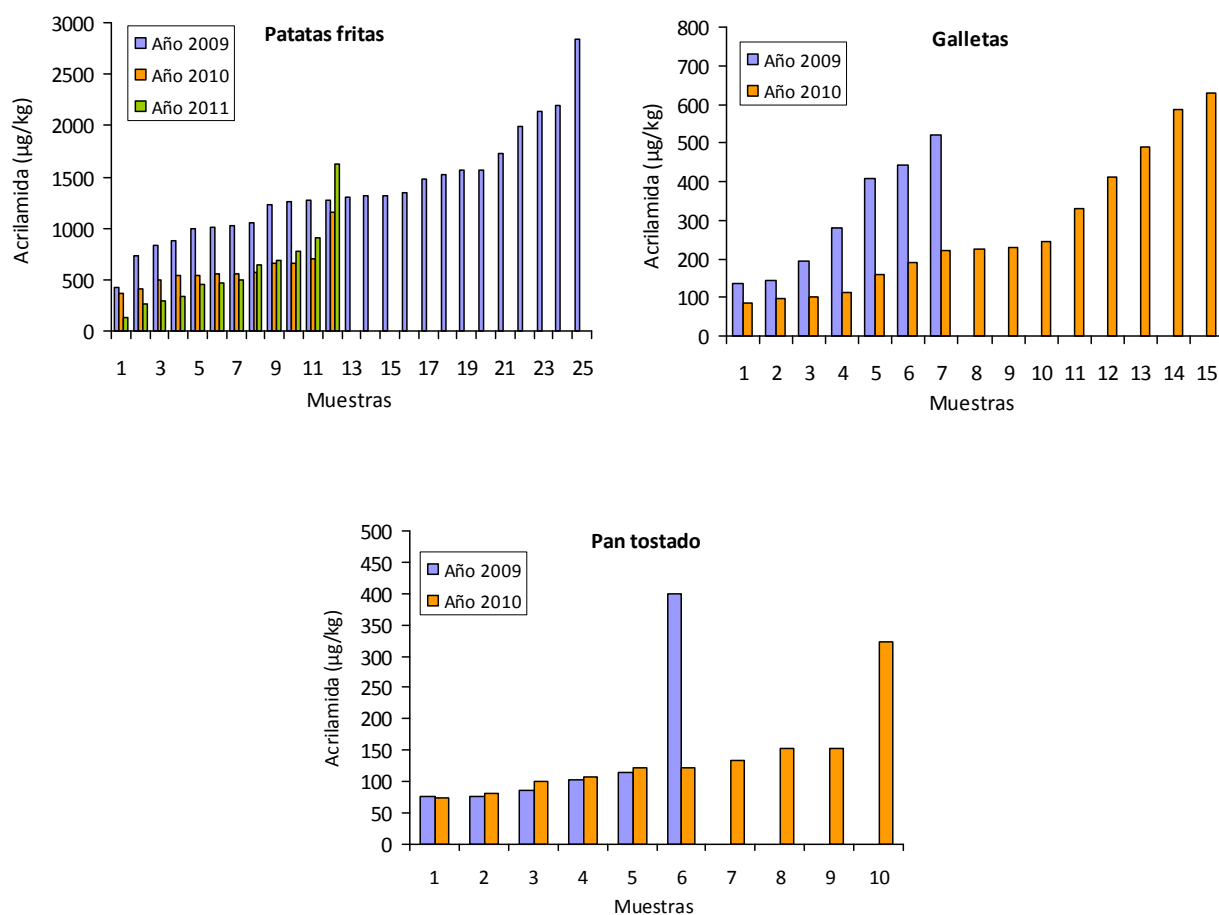 Patatas fritas
Año 2009
Año 2010
Año 2011
3000
2500
2000
1500
1000
500
0
Acrilamida (µg/kg)
1 3 5 7 9 11 13 15 17 19 21 23 25
Muestras
Galletas
Año 2009
Año 2010
800
700
600
500
400
300
200
100
0
Acrilamida (µg/kg)
1 2 3 4 5 6 7 8 9 10 11 12 13 14 15
Muestras
Pan tostado
Año 2009
Año 2010
500
450
400
350
300
250
200
150
100
50
0
Acrilamida (µg/kg)
1 2 3 4 5 6 7 8 9 10
Muestras